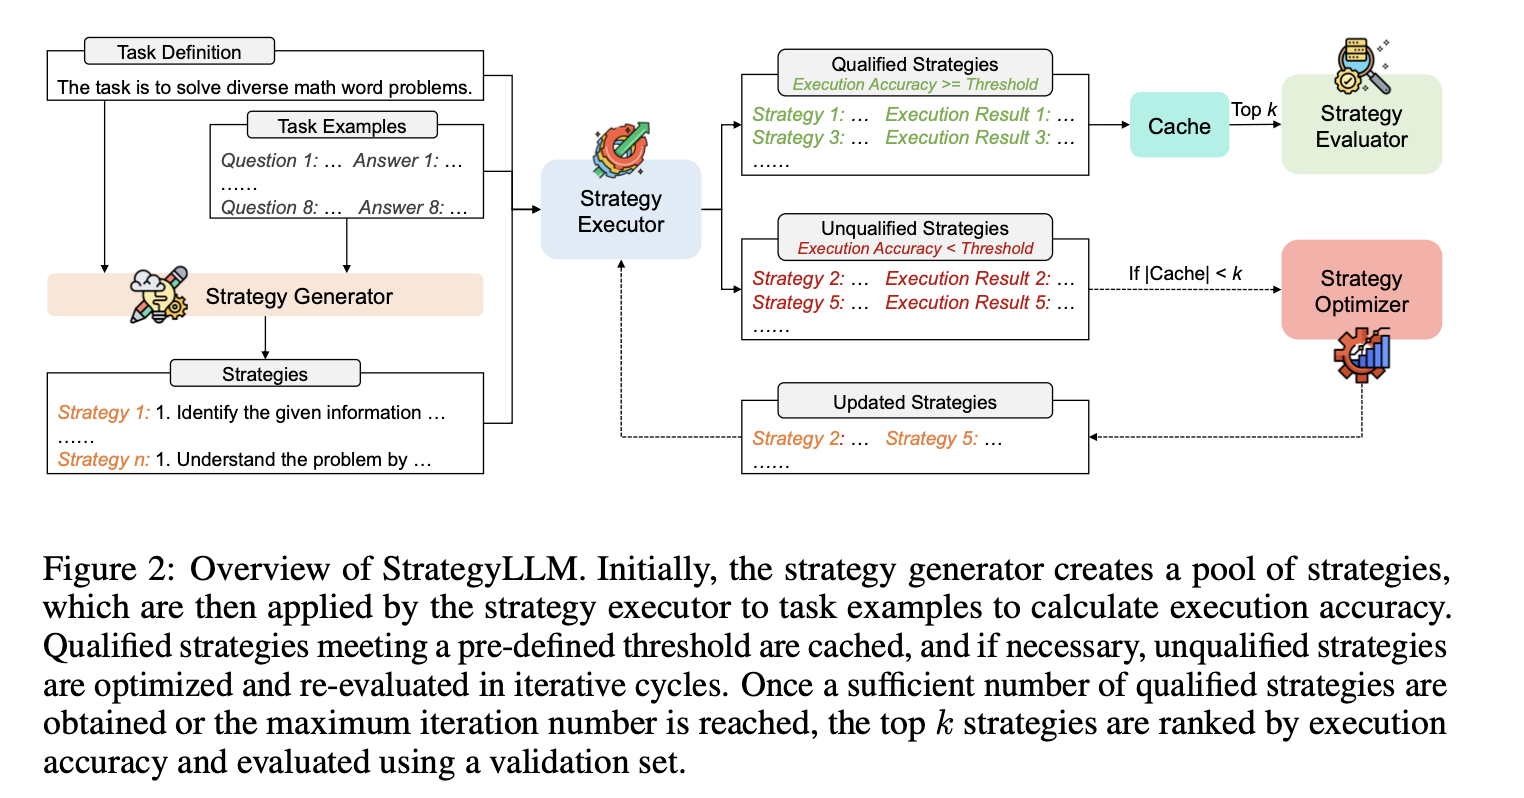 Task Definition
The task is to solve diverse math word problems.
Task Examples
Question 1: … Answer 1: …
……
Question 8: … Answer 8: …
Strategy Generator
Strategies
Strategy 1: 1. Identify the given information …
……
Strategy n: 1. Understand the problem by …
Strategy
Executor
Qualified Strategies
Execution Accuracy >= Threshold
Strategy 1: … Execution Result 1: …
Strategy 3: … Execution Result 3: …
……
Cache
Top k
Strategy
Evaluator
Unqualified Strategies
Execution Accuracy < Threshold
Strategy 2: … Execution Result 2: …
Strategy 5: … Execution Result 5: …
……
If |Cache| < k
Strategy
Optimizer
Updated Strategies
Strategy 2: … Strategy 5: …
……
Figure 2: Overview of StrategyLLM. Initially, the strategy generator creates a pool of strategies,
which are then applied by the strategy executor to task examples to calculate execution accuracy.
Qualified strategies meeting a pre-defined threshold are cached, and if necessary, unqualified strategies
are optimized and re-evaluated in iterative cycles. Once a sufficient number of qualified strategies are
obtained or the maximum iteration number is reached, the top k strategies are ranked by execution
accuracy and evaluated using a validation set.